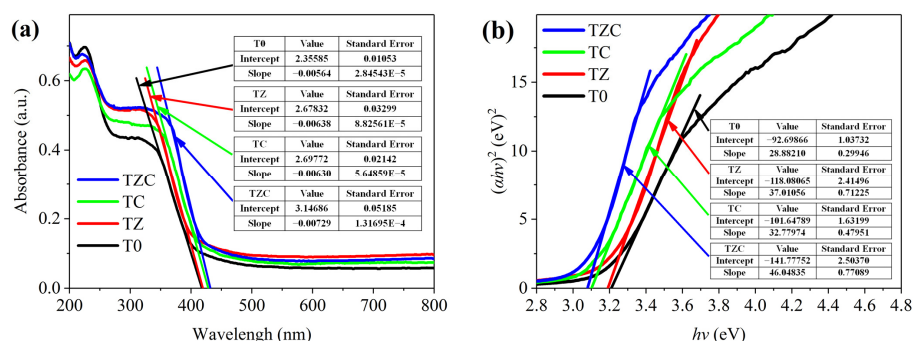 (a)
Absorbance (a.u.)
0.6
0.4
0.2
0.0
200 300 400 500 600 700 800
Wavelengh (nm)
TZC
TC
TZ
T0
T0 Value Standard Error
Intercept 2.35585 0.01053
Slope −0.00564 2.84543E−5
TZ Value Standard Error
Intercept 2.67832 0.03299
Slope −0.00638 8.82561E−5
TC Value Standard Error
Intercept 2.69772 0.02142
Slope −0.00630 5.64859E−5
TZC Value Standard Error
Intercept 3.14686 0.05185
Slope −0.00729 1.31695E−4
(b)
(αhν)² (eV)²
15
10
5
0
2.8 3.0 3.4 3.6 4.2 4.4 4.8
hν (eV)
TZC
TC
TZ
T0
T0 Value Standard Error
Intercept −92.69866 1.03732
Slope 28.88210 0.29946
TZ Value Standard Error
Intercept −118.08065 2.41496
Slope 37.01056 0.71225
TC Value Standard Error
Intercept −101.64789 1.63199
Slope 32.77974 0.47951
TZC Value Standard Error
Intercept −141.77752 2.50370
Slope 46.04835 0.77089